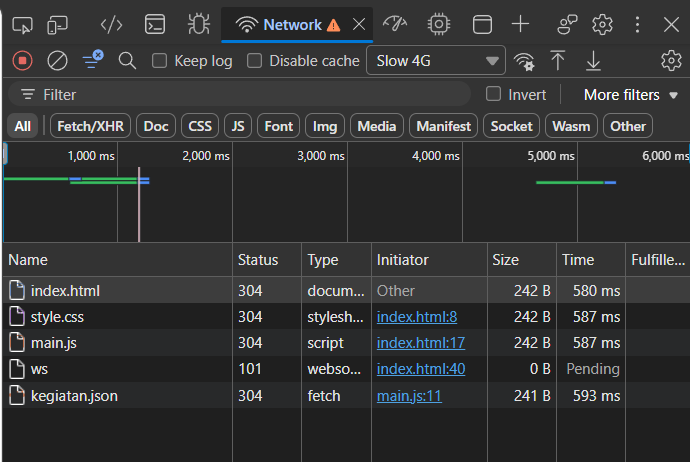 Network
Keep log Disable cache Slow 4G
Filter Invert More filters
All Fetch/XHR Doc CSS JS Font Img Media Manifest Socket Wasm Other
1,000 ms 2,000 ms 3,000 ms 4,000 ms 5,000 ms 6,000 ms
Name Status Type Initiator Size Time Fulfille...
index.html 304 docum... Other 242 B 580 ms
style.css 304 stylesh... index.html:8 242 B 587 ms
main.js 304 script index.html:17 242 B 587 ms
ws 101 webso... index.html:40 0 B Pending
kegiatan.json 304 fetch main.js:11 241 B 593 ms